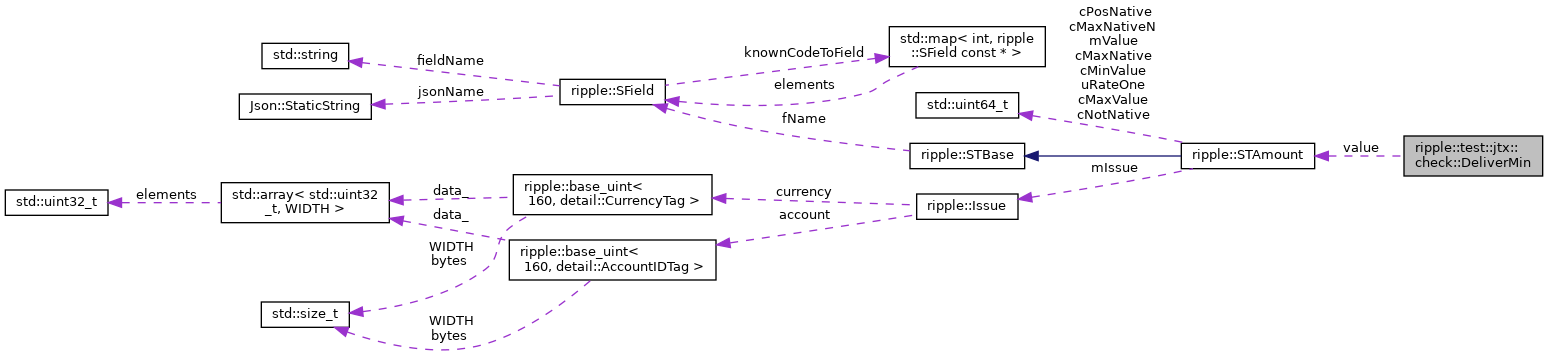 cPosNative
cMaxNativeN
mValue
cMaxNative
cMinValue
uRateOne
cMaxValue
cNotNative
std::map< int, ripple
::SField const * >
knownCodeToField
std::string
fieldName
elements
ripple::SField
jsonName
Json::StaticString
std::uint64_t
fName
ripple::test::jtx::
check::DeliverMin
value
ripple::STAmount
ripple::STBase
mIssue
ripple::base_uint<
160, detail::CurrencyTag >
currency
std::array< std::uint32
_t, WIDTH >
data_
elements
std::uint32_t
ripple::Issue
account
data_
ripple::base_uint<
160, detail::AccountIDTag >
WIDTH
bytes
std::size_t
WIDTH
bytes